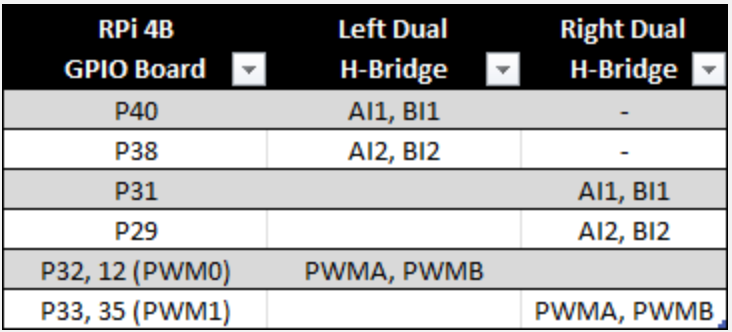 RPi 4B GPIO Board Left Dual H-Bridge Right Dual H-Bridge
P40 AI1, BI1 -
P38 AI2, BI2 -
P31 AI1, BI1
P29 AI2, BI2
P32, 12 (PWM0) PWMA, PWMB
P33, 35 (PWM1) PWMA, PWMB